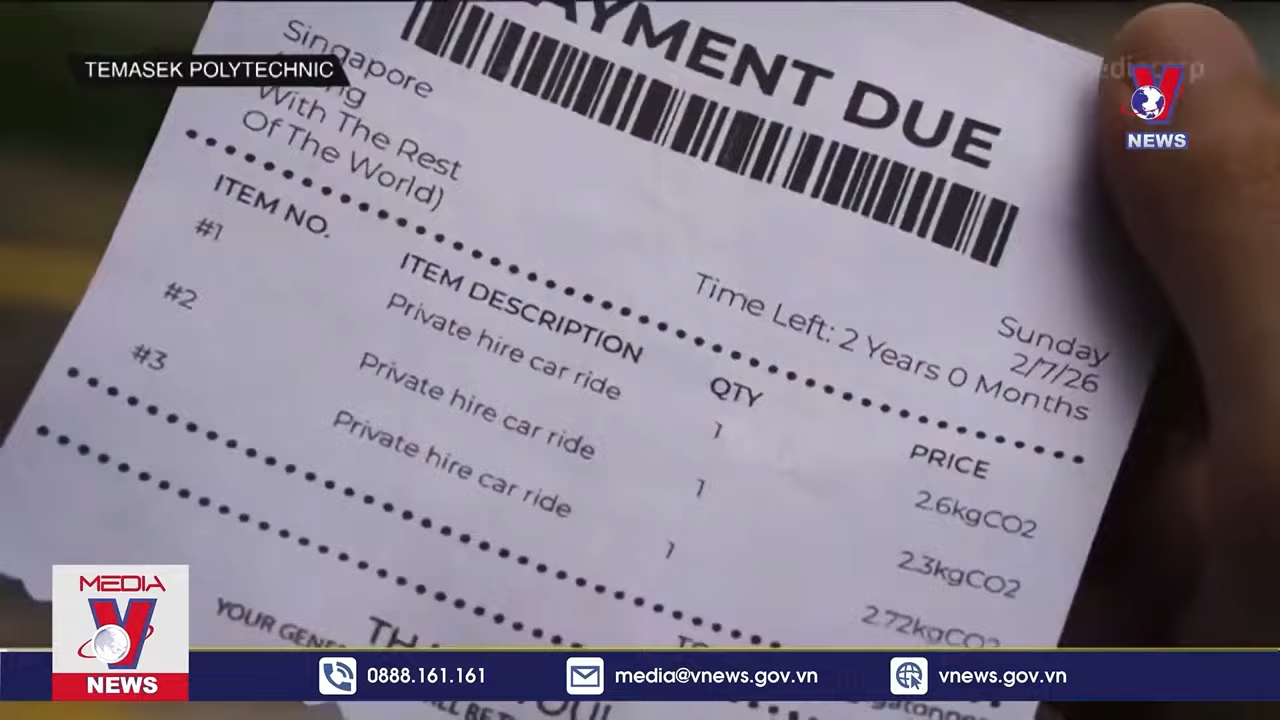 PAYMENT DUE
TEMASEK POLYTECHNIC
Singapore
With The Rest
Of The World)
Sunday
2/7/26
Time Left: 2 Years 0 Months
ITEM NO. ITEM DESCRIPTION QTY PRICE
#1 Private hire car ride 1 2.6kgCO2
#2 Private hire car ride 1 2.3kgCO2
#3 Private hire car ride 1 2.72kgCO2
YOUR
NEWS
MEDIA
NEWS
0888.161.161
media@vnews.gov.vn
vnews.gov.vn